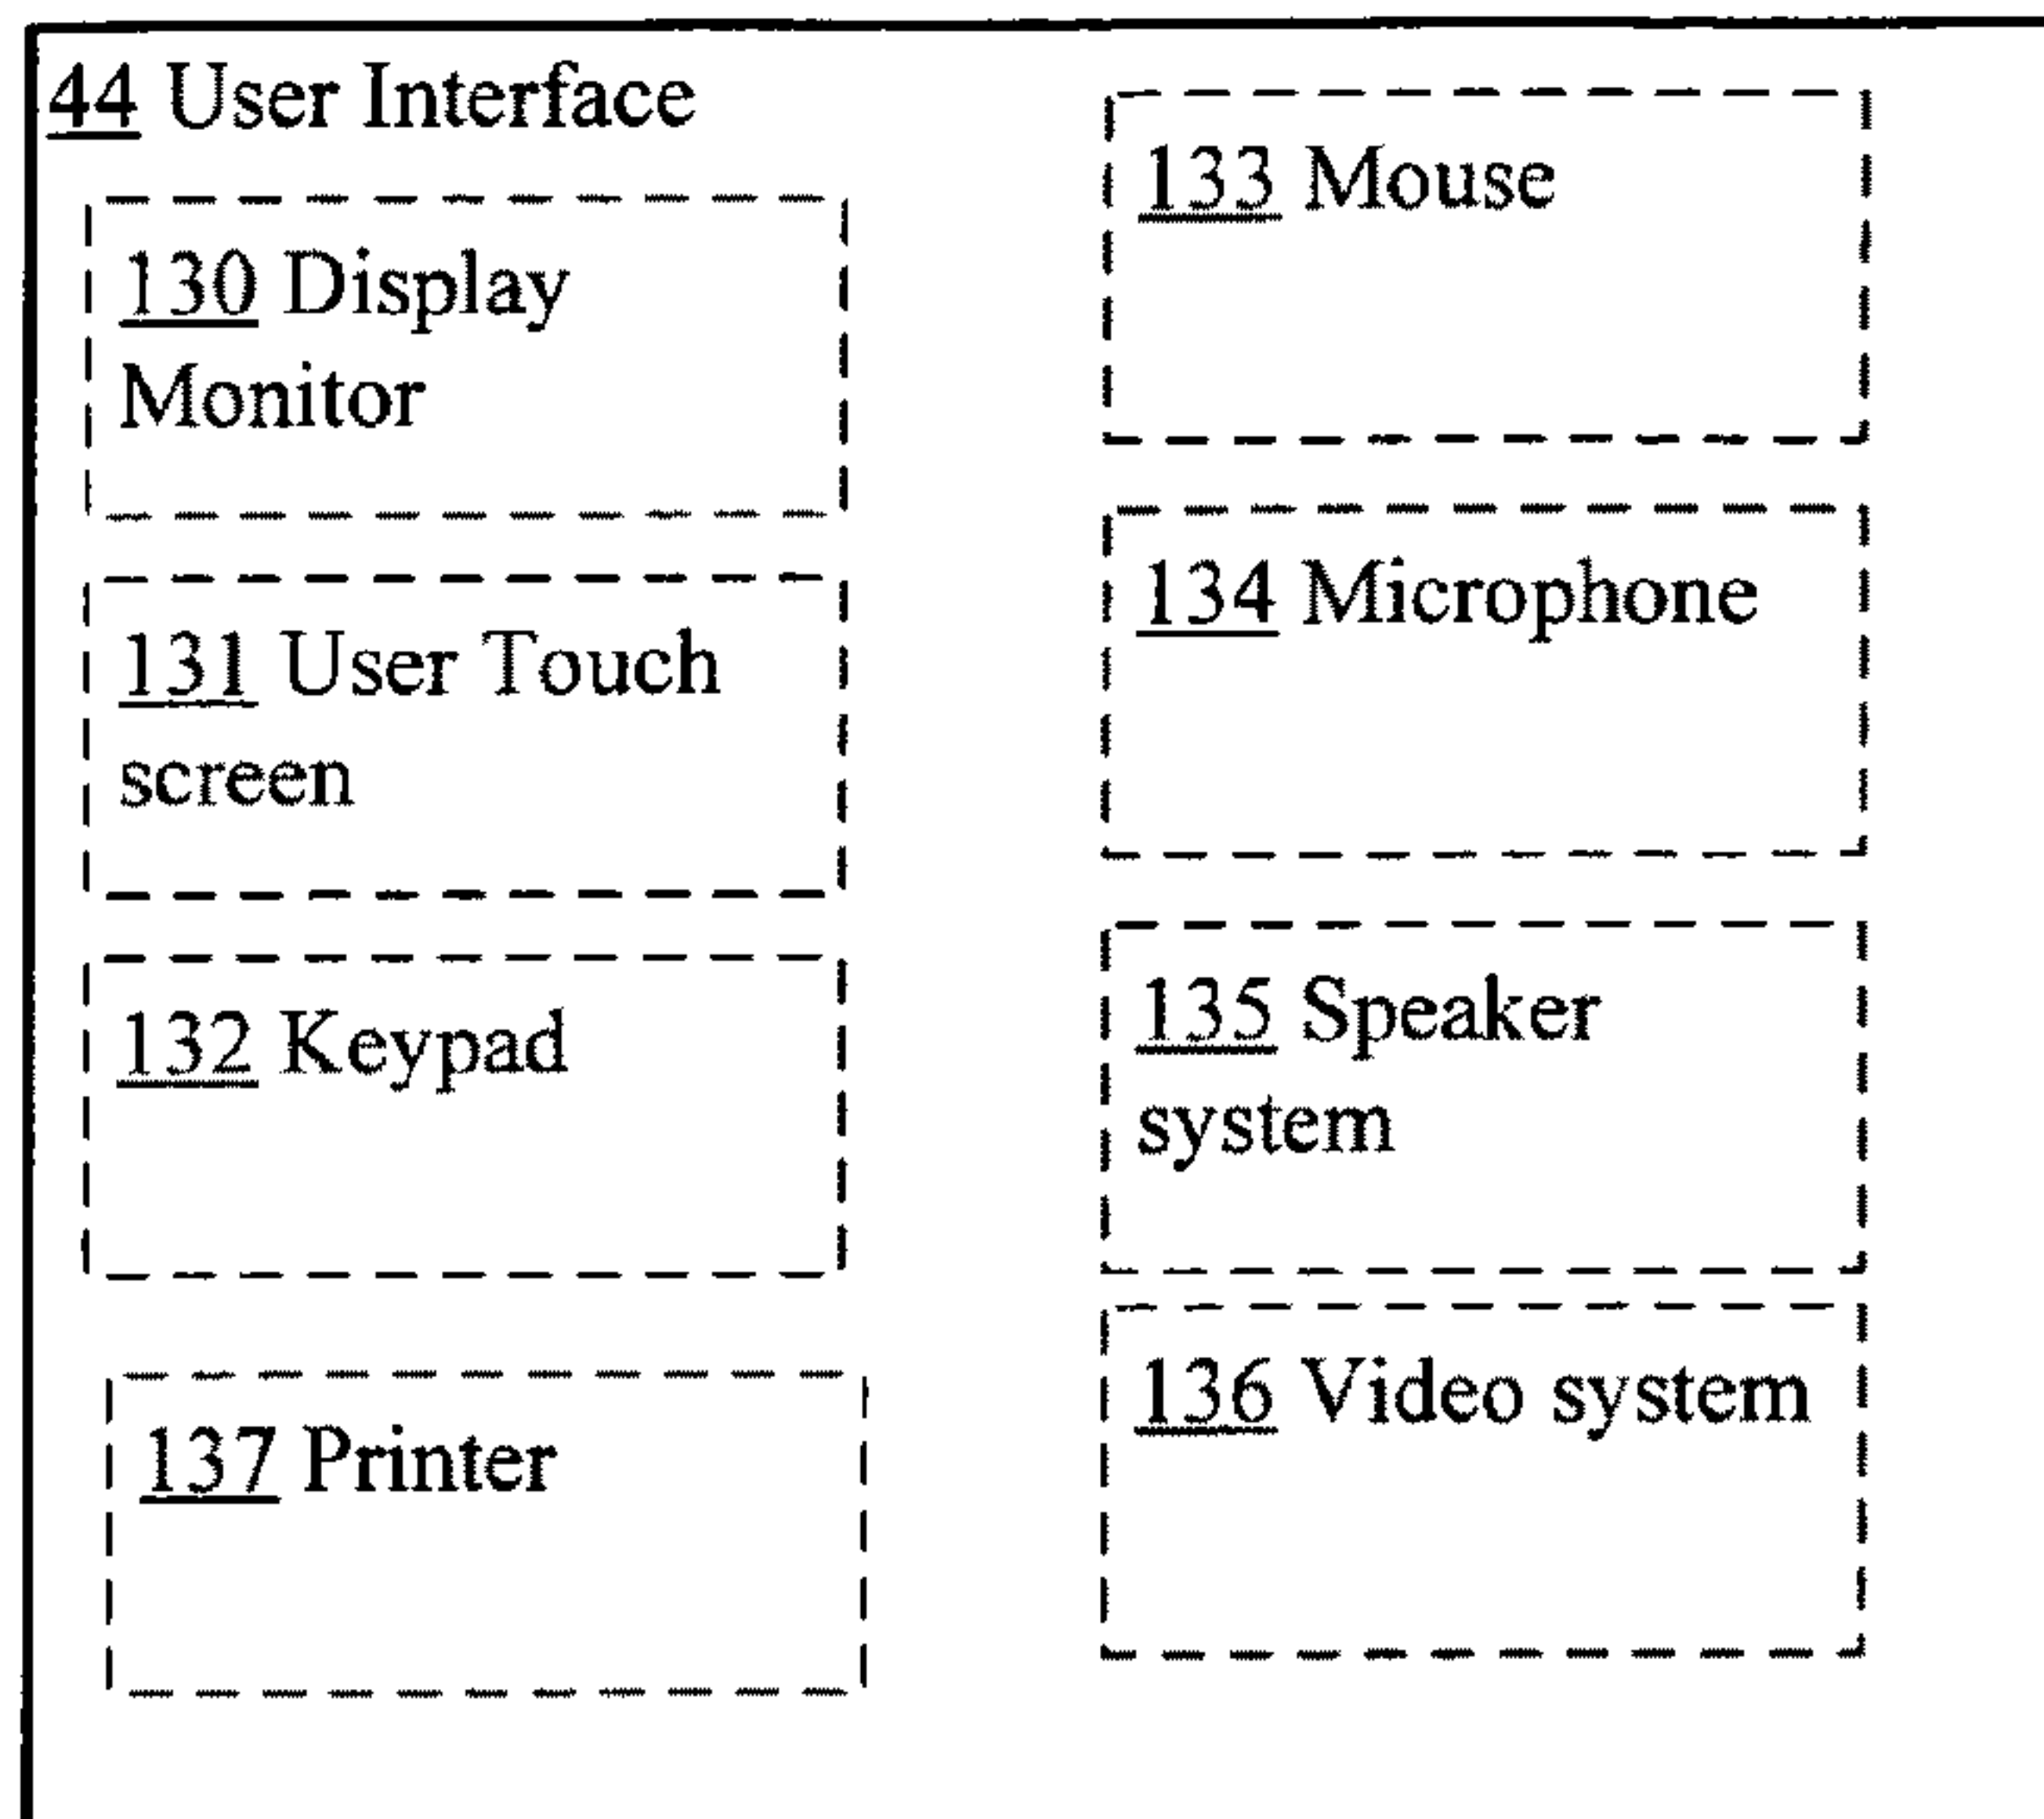 44 User Interface
130 Display
Monitor
131 User Touch
screen
132 Keypad
137 Printer
133 Mouse
134 Microphone
135 Speaker
system
136 Video system